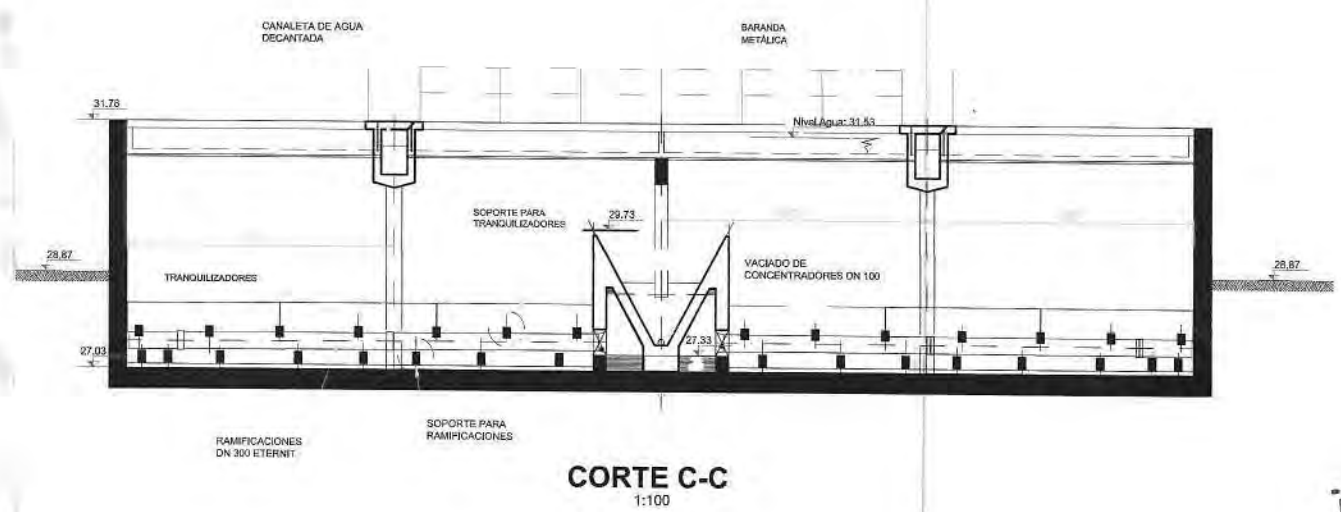 CANALETA DE AGUA
DECANTADA
BARANDA
METÁLICA
31.78
Nivel Agua: 31.53
SOPORTE PARA
TRANQUILIZADORES
29.73
28,87
TRANQUILIZADORES
VACIADO DE
CONCENTRADORES DN 100
28,87
27.03
27.33
RAMIFICACIONES
DN 300 ETERNIT
SOPORTE PARA
RAMIFICACIONES
CORTE C-C
1:100